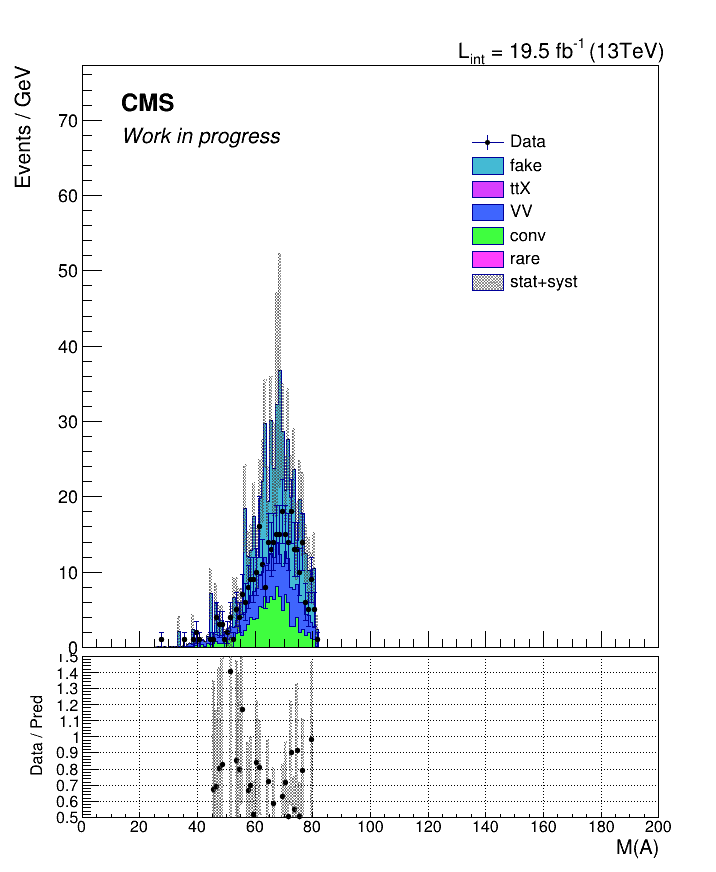 L_int = 19.5 fb^-1 (13TeV)
Events / GeV
CMS
Work in progress
Data
fake
ttX
VV
conv
rare
stat+syst
70
60
50
40
30
20
10
0
Data / Pred
1.5
1.4
1.3
1.2
1.1
1
0.9
0.8
0.7
0.6
0.5
0 20 40 60 80 100 120 140 160 180 200
M(A)